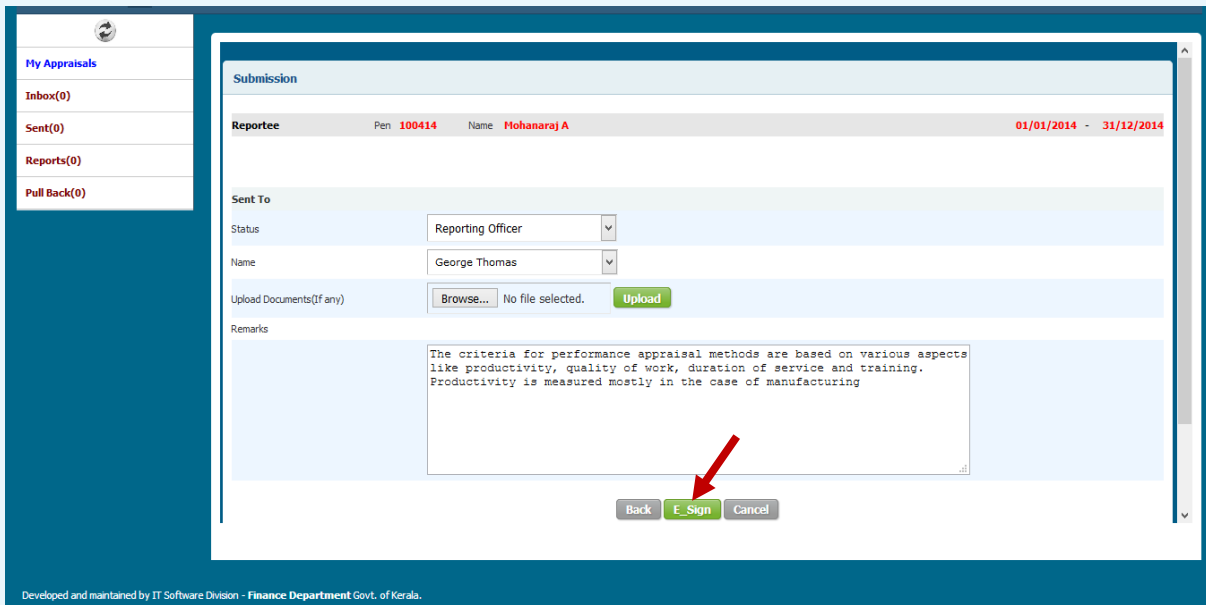 My Appraisals
Inbox(0)
Sent(0)
Reports(0)
Pull Back(0)
Submission
Reportee Pen 100414 Name Mohanaraj A 01/01/2014 - 31/12/2014
Sent To
Status Reporting Officer
Name George Thomas
Upload Documents(If any) Browse... No file selected. Upload
Remarks
The criteria for performance appraisal methods are based on various aspects
like productivity, quality of work, duration of service and training.
Productivity is measured mostly in the case of manufacturing
Back E_Sign Cancel
Developed and maintained by IT Software Division - Finance Department Govt. of Kerala.